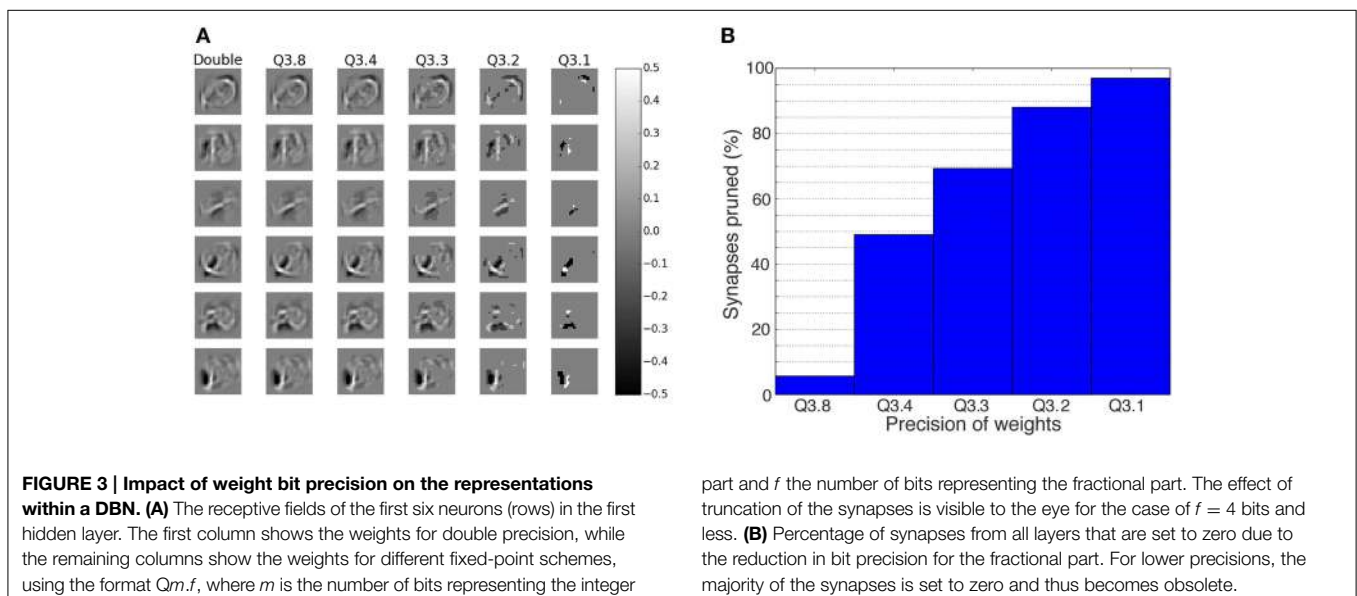 A
Double Q3.8 Q3.4 Q3.3 Q3.2 Q3.1
0.5
0.4
0.3
0.2
0.1
0.0
−0.1
−0.2
−0.3
−0.4
−0.5
B
100
80
60
40
20
0
Synapses pruned (%)
Q3.8 Q3.4 Q3.3 Q3.2 Q3.1
Precision of weights
FIGURE 3 | Impact of weight bit precision on the representations
within a DBN. (A) The receptive fields of the first six neurons (rows) in the first
hidden layer. The first column shows the weights for double precision, while
the remaining columns show the weights for different fixed-point schemes,
using the format Qm.f, where m is the number of bits representing the integer
part and f the number of bits representing the fractional part. The effect of
truncation of the synapses is visible to the eye for the case of f = 4 bits and
less. (B) Percentage of synapses from all layers that are set to zero due to
the reduction in bit precision for the fractional part. For lower precisions, the
majority of the synapses is set to zero and thus becomes obsolete.